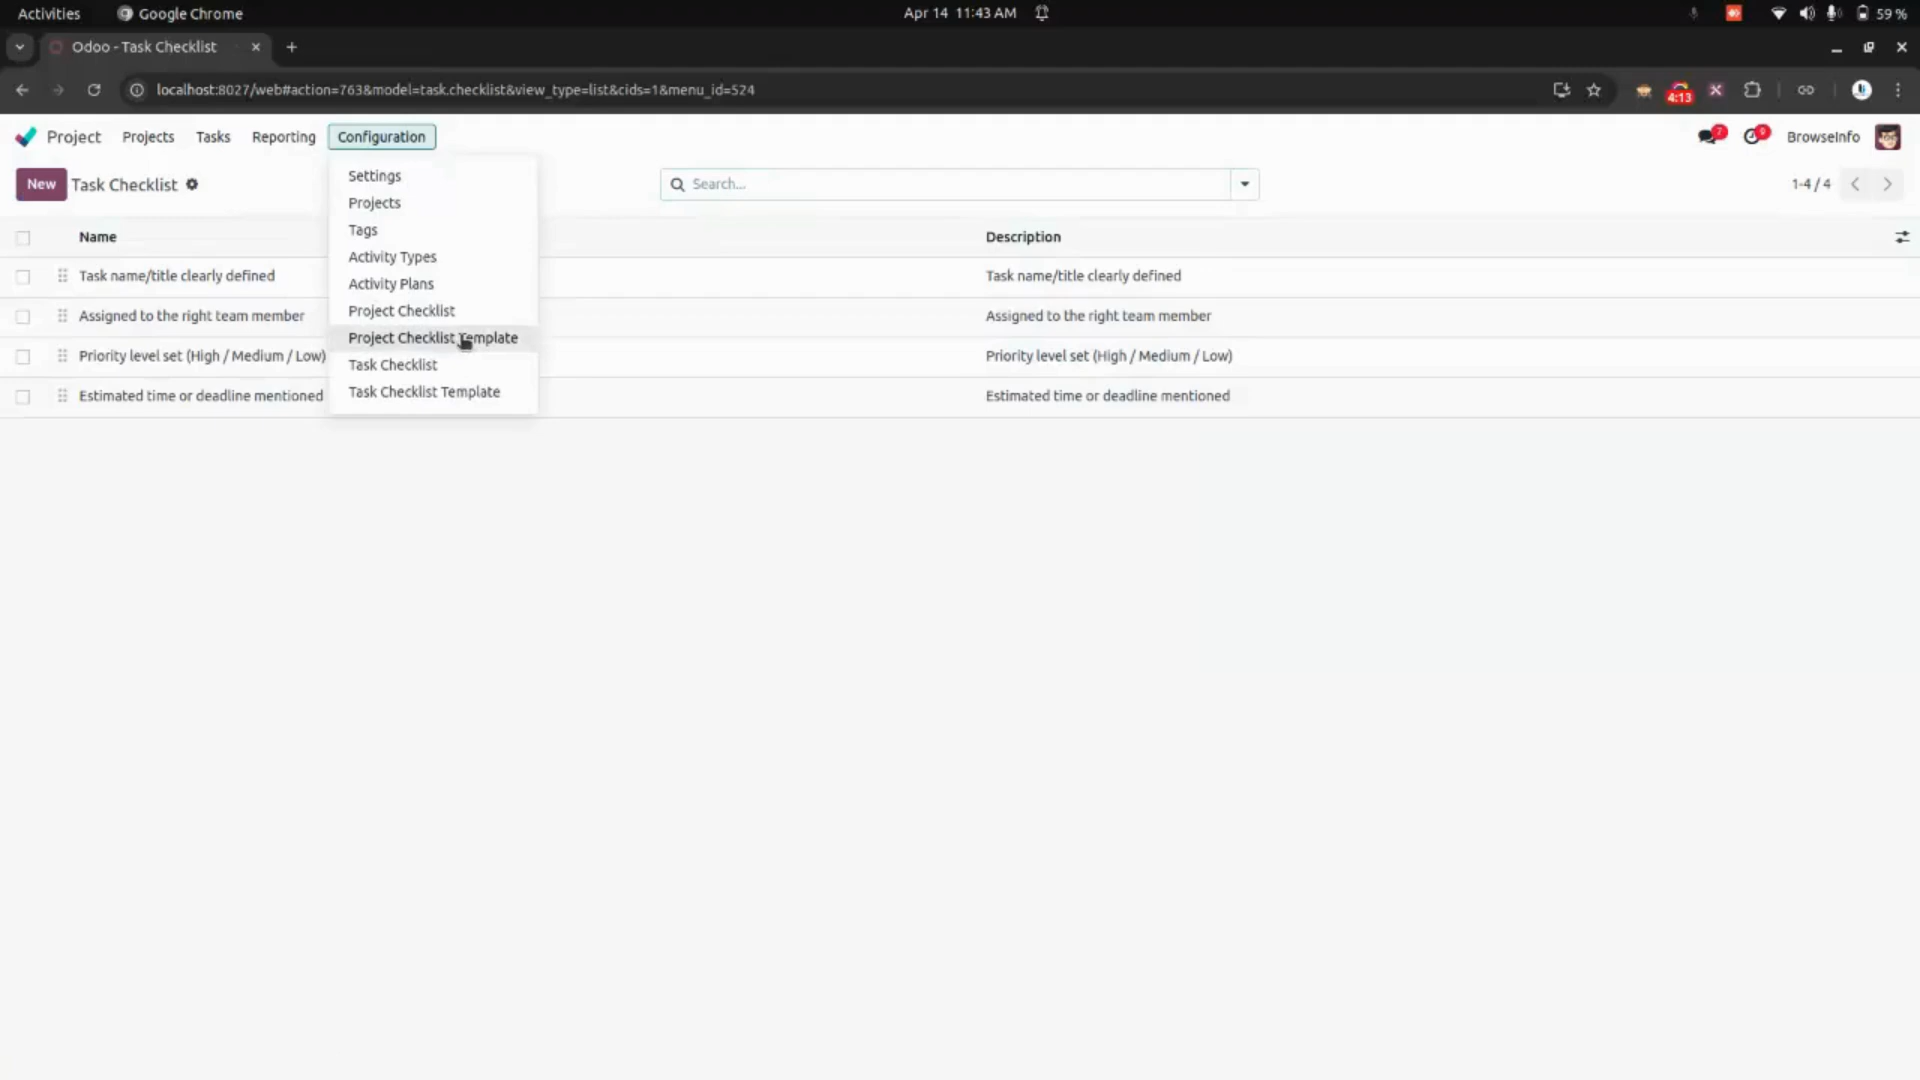 Activities Google Chrome Apr 14 11:43 AM 59 %
Odoo - Task Checklist
localhost:8027/web#action=763&model=task.checklist&view_type=list&cids=1&menu_id=524 4:13
Project Projects Tasks Reporting Configuration 7 9 BrowseInfo
New Task Checklist Search... 1-4 / 4
Settings
Projects
Tags
Activity Types
Activity Plans
Project Checklist
Project Checklist Template
Task Checklist
Task Checklist Template
Name Description
Task name/title clearly defined Task name/title clearly defined
Assigned to the right team member Assigned to the right team member
Priority level set (High / Medium / Low) Priority level set (High / Medium / Low)
Estimated time or deadline mentioned Estimated time or deadline mentioned